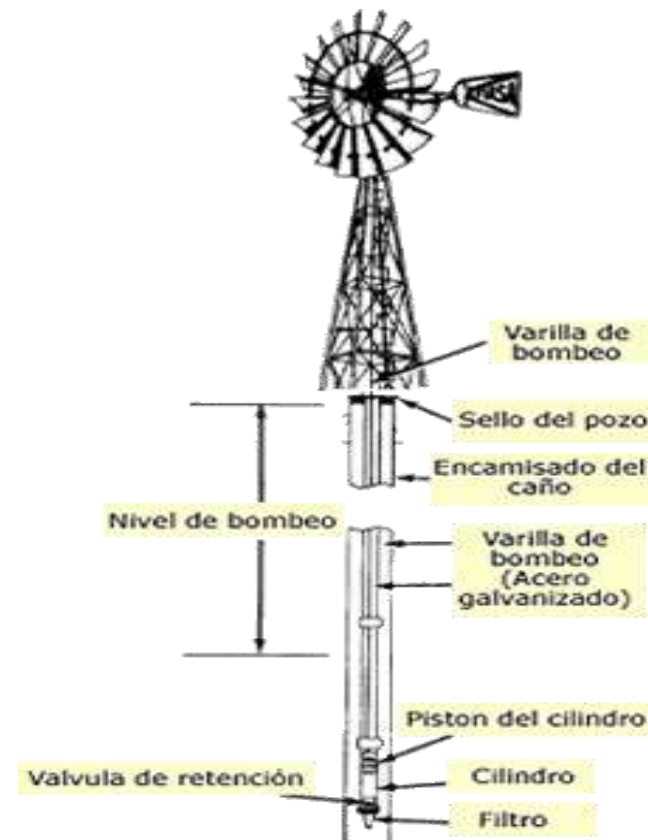 Varilla de
bombeo
Sello del pozo
Encamisado del
caño
Nivel de bombeo
Varilla de
bombeo
(Acero
galvanizado)
Piston del cilindro
Valvula de retención
Cilindro
Filtro